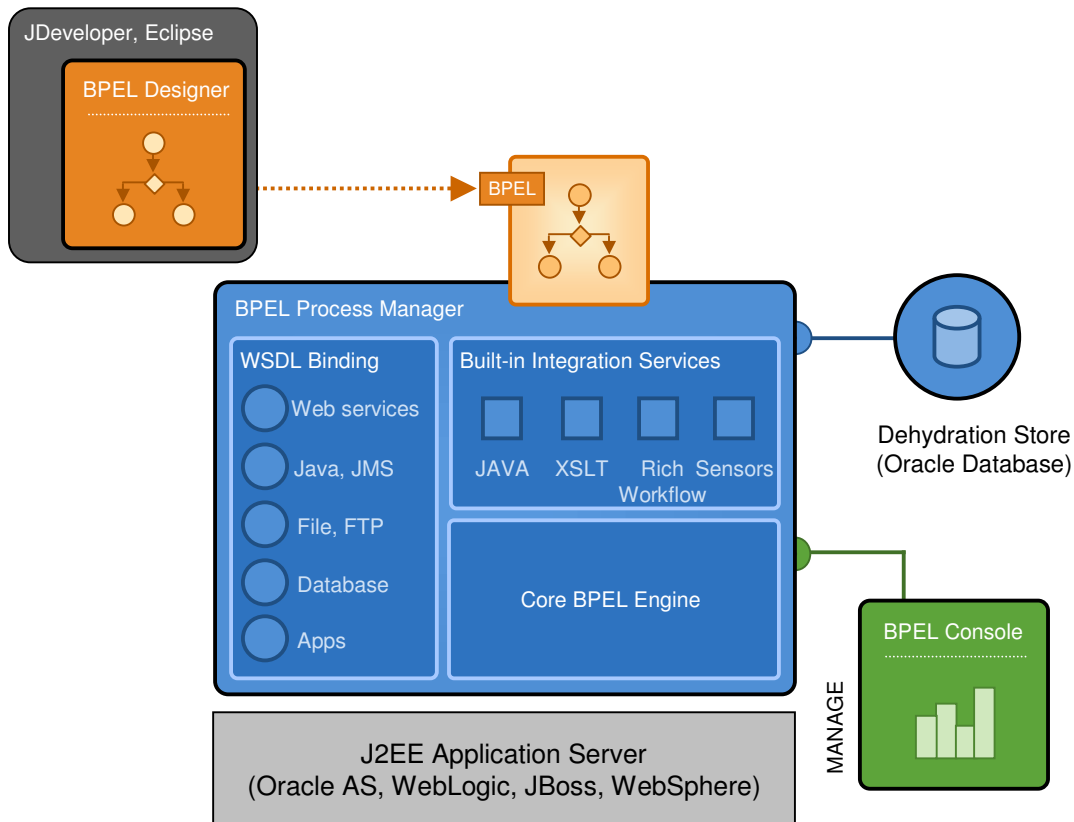 JDeveloper, Eclipse
BPEL Designer
BPEL
BPEL Process Manager
WSDL Binding
Web services
Java, JMS
File, FTP
Database
Apps
Built-in Integration Services
JAVA
XSLT
Rich
Workflow
Sensors
Core BPEL Engine
Dehydration Store
(Oracle Database)
BPEL Console
MANAGE
J2EE Application Server
(Oracle AS, WebLogic, JBoss, WebSphere)